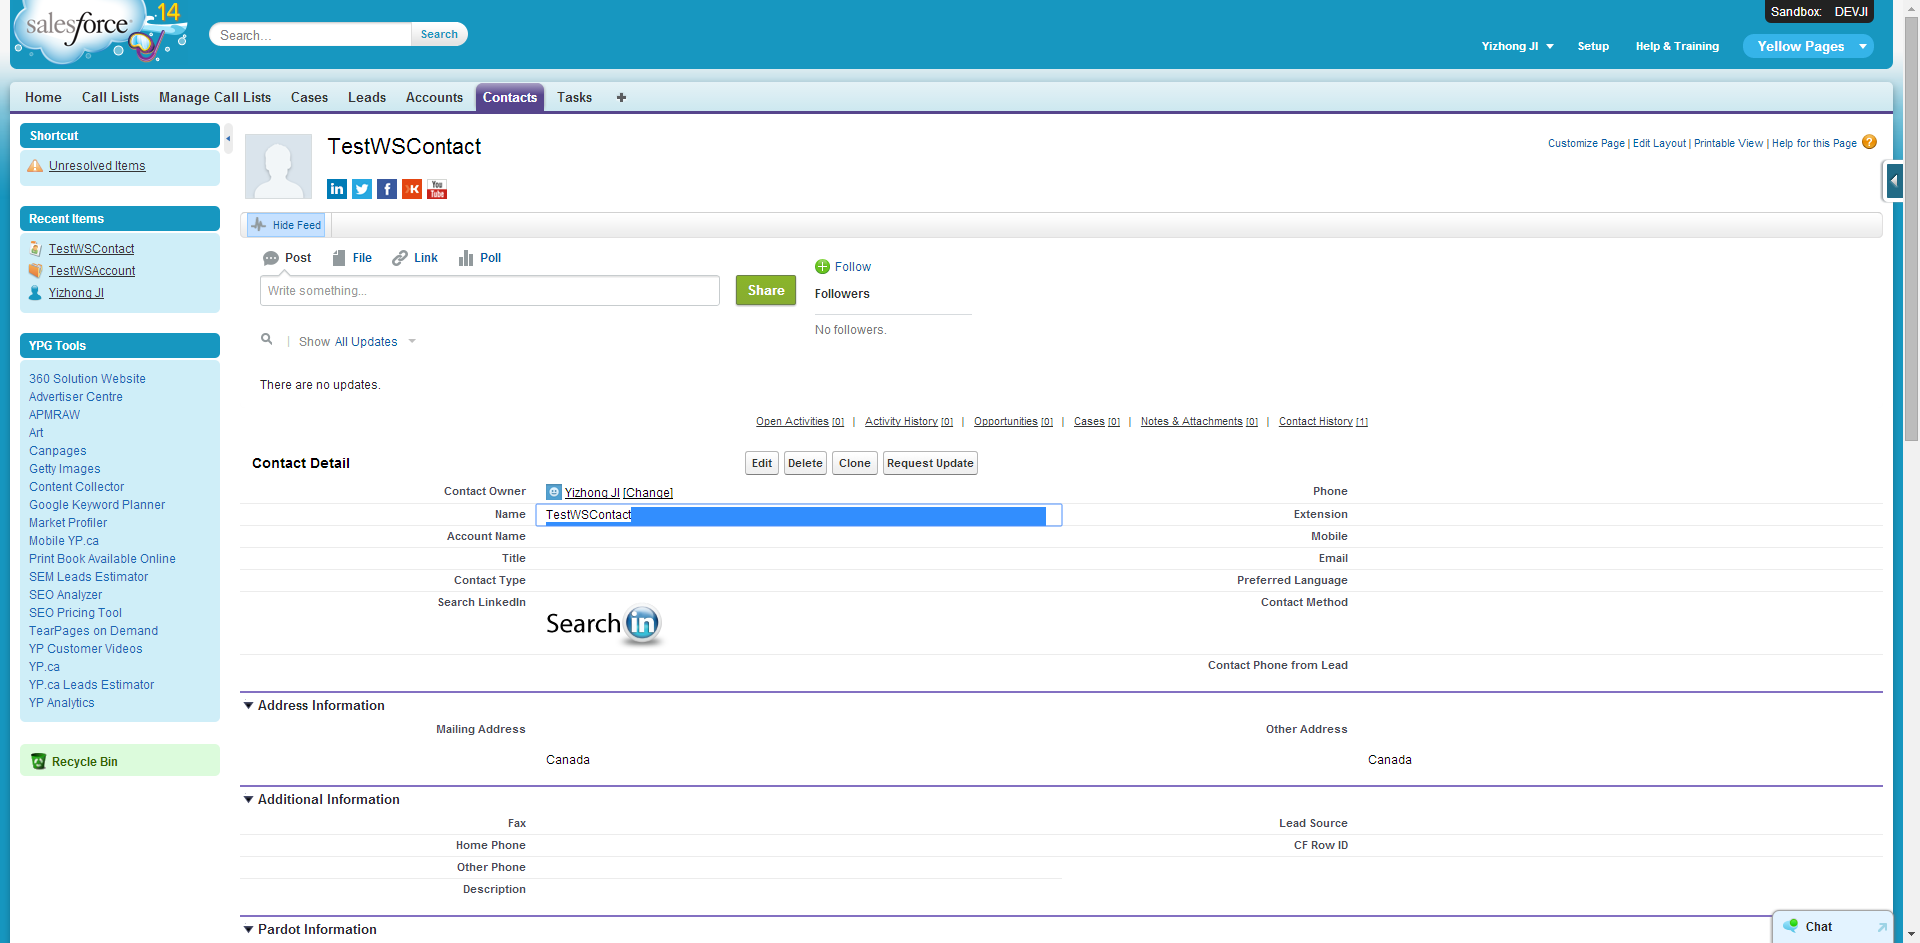 Sandbox: DEVJI
salesforce '14
Search... Search
Yizhong JI Setup Help & Training Yellow Pages
Home Call Lists Manage Call Lists Cases Leads Accounts Contacts Tasks +
Shortcut
Unresolved Items
Recent Items
TestWSContact
TestWSAccount
Yizhong JI
YPG Tools
360 Solution Website
Advertiser Centre
APMRAW
Art
Canpages
Getty Images
Content Collector
Google Keyword Planner
Market Profiler
Mobile YP.ca
Print Book Available Online
SEM Leads Estimator
SEO Analyzer
SEO Pricing Tool
TearPages on Demand
YP Customer Videos
YP.ca
YP.ca Leads Estimator
YP Analytics
Recycle Bin
TestWSContact
Customize Page | Edit Layout | Printable View | Help for this Page ?
in f You Tube
Hide Feed
Post File Link Poll
Write something... Share
Follow
Followers
No followers.
Show All Updates
There are no updates.
Open Activities [0] | Activity History [0] | Opportunities [0] | Cases [0] | Notes & Attachments [0] | Contact History [1]
Contact Detail Edit Delete Clone Request Update
Contact Owner Yizhong JI [Change] Phone
Name TestWSContact Extension
Account Name Mobile
Title Email
Contact Type Preferred Language
Search LinkedIn Search in Contact Method
Contact Phone from Lead
Address Information
Mailing Address Other Address
Canada Canada
Additional Information
Fax Lead Source
Home Phone CF Row ID
Other Phone
Description
Pardot Information
Chat